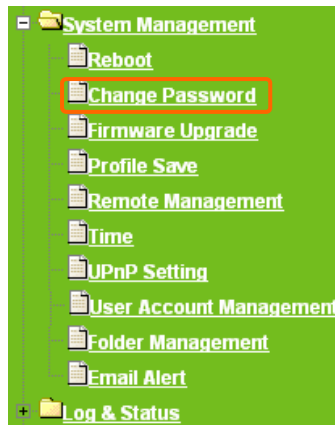 System Management
Reboot
Change Password
Firmware Upgrade
Profile Save
Remote Management
Time
UPnP Setting
User Account Management
Folder Management
Email Alert
Log & Status